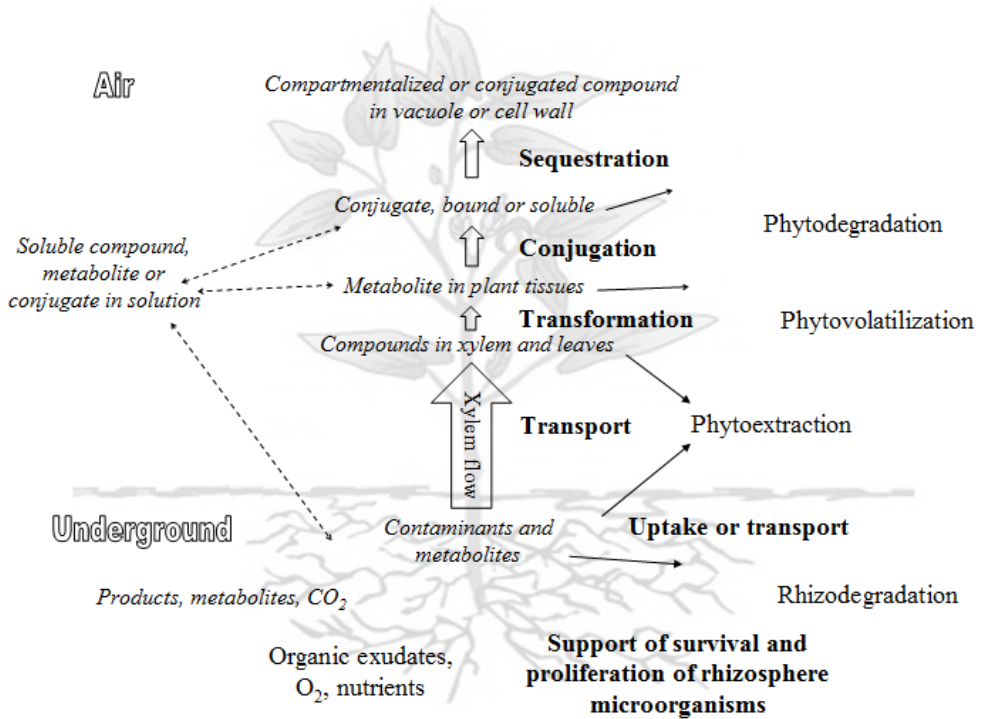 Air
Compartmentalized or conjugated compound
in vacuole or cell wall
Sequestration
Conjugate, bound or soluble
Phytodegradation
Soluble compound,
metabolite or
conjugate in solution
Conjugation
Metabolite in plant tissues
Phytovolatilization
Transformation
Compounds in xylem and leaves
Xylem flow
Transport
Phytoextraction
Underground
Contaminants and
metabolites
Uptake or transport
Products, metabolites, CO₂
Rhizodegradation
Organic exudates,
O₂, nutrients
Support of survival and
proliferation of rhizosphere
microorganisms